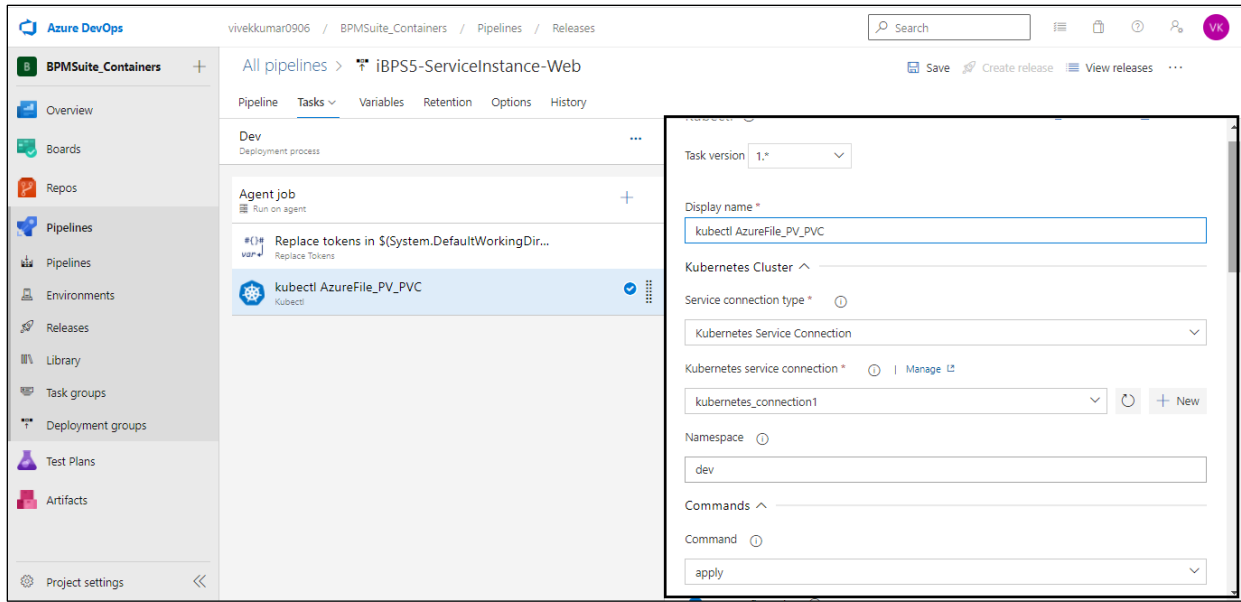 Azure DevOps
vivekkumar0906 / BPMSuite_Containers / Pipelines / Releases
Search
VK
B BPMSuite_Containers
Overview
Boards
Repos
Pipelines
Pipelines
Environments
Releases
Library
Task groups
Deployment groups
Test Plans
Artifacts
Project settings
All pipelines > iBPS5-ServiceInstance-Web
Save Create release View releases ...
Pipeline Tasks Variables Retention Options History
Dev
Deployment process
Agent job
Run on agent
Replace tokens in $(System.DefaultWorkingDir...
Replace Tokens
kubectl AzureFile_PV_PVC
Kubectl
Task version 1.*
Display name *
kubectl AzureFile_PV_PVC
Kubernetes Cluster
Service connection type *
Kubernetes Service Connection
Kubernetes service connection * | Manage
kubernetes_connection1
New
Namespace
dev
Commands
Command
apply